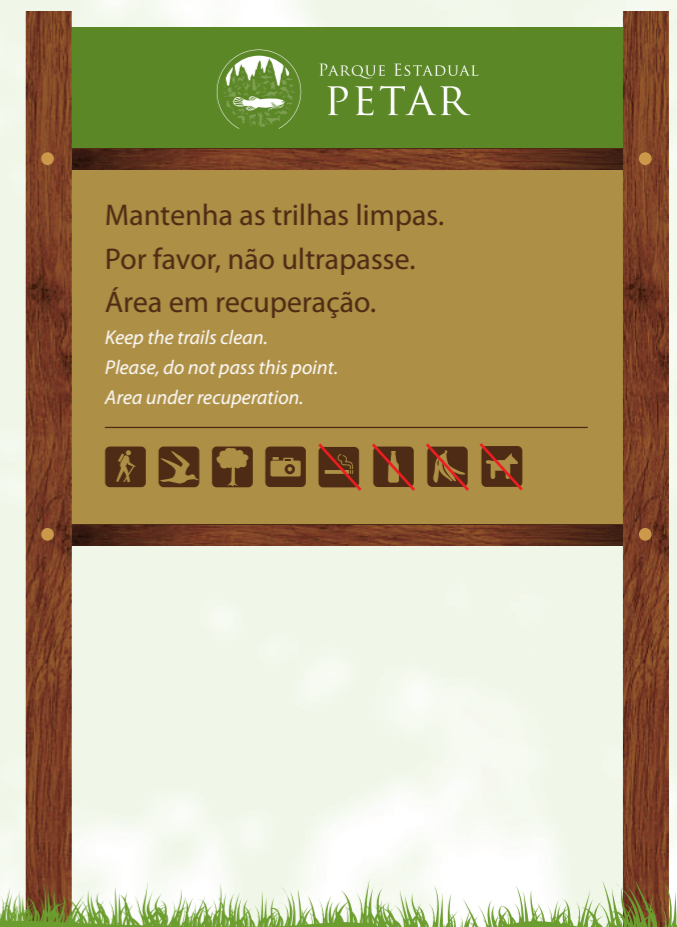 Parque Estadual
PETAR
Mantenha as trilhas limpas.
Por favor, não ultrapasse.
Área em recuperação.
Keep the trails clean.
Please, do not pass this point.
Area under recuperation.